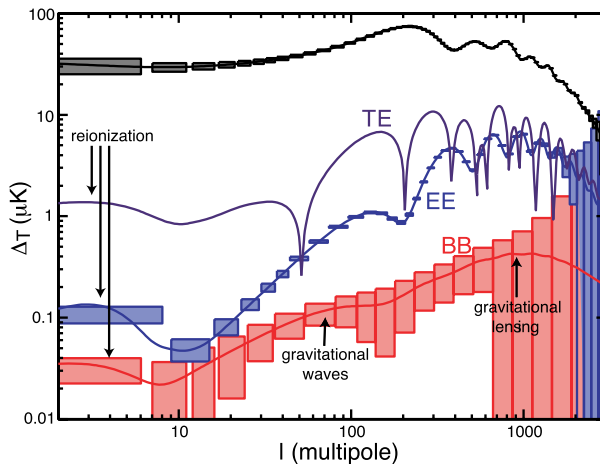 100
10
1
0.1
0.01
ΔT (μK)
reionization
TE
EE
BB
gravitational
waves
gravitational
lensing
10
100
1000
l (multipole)